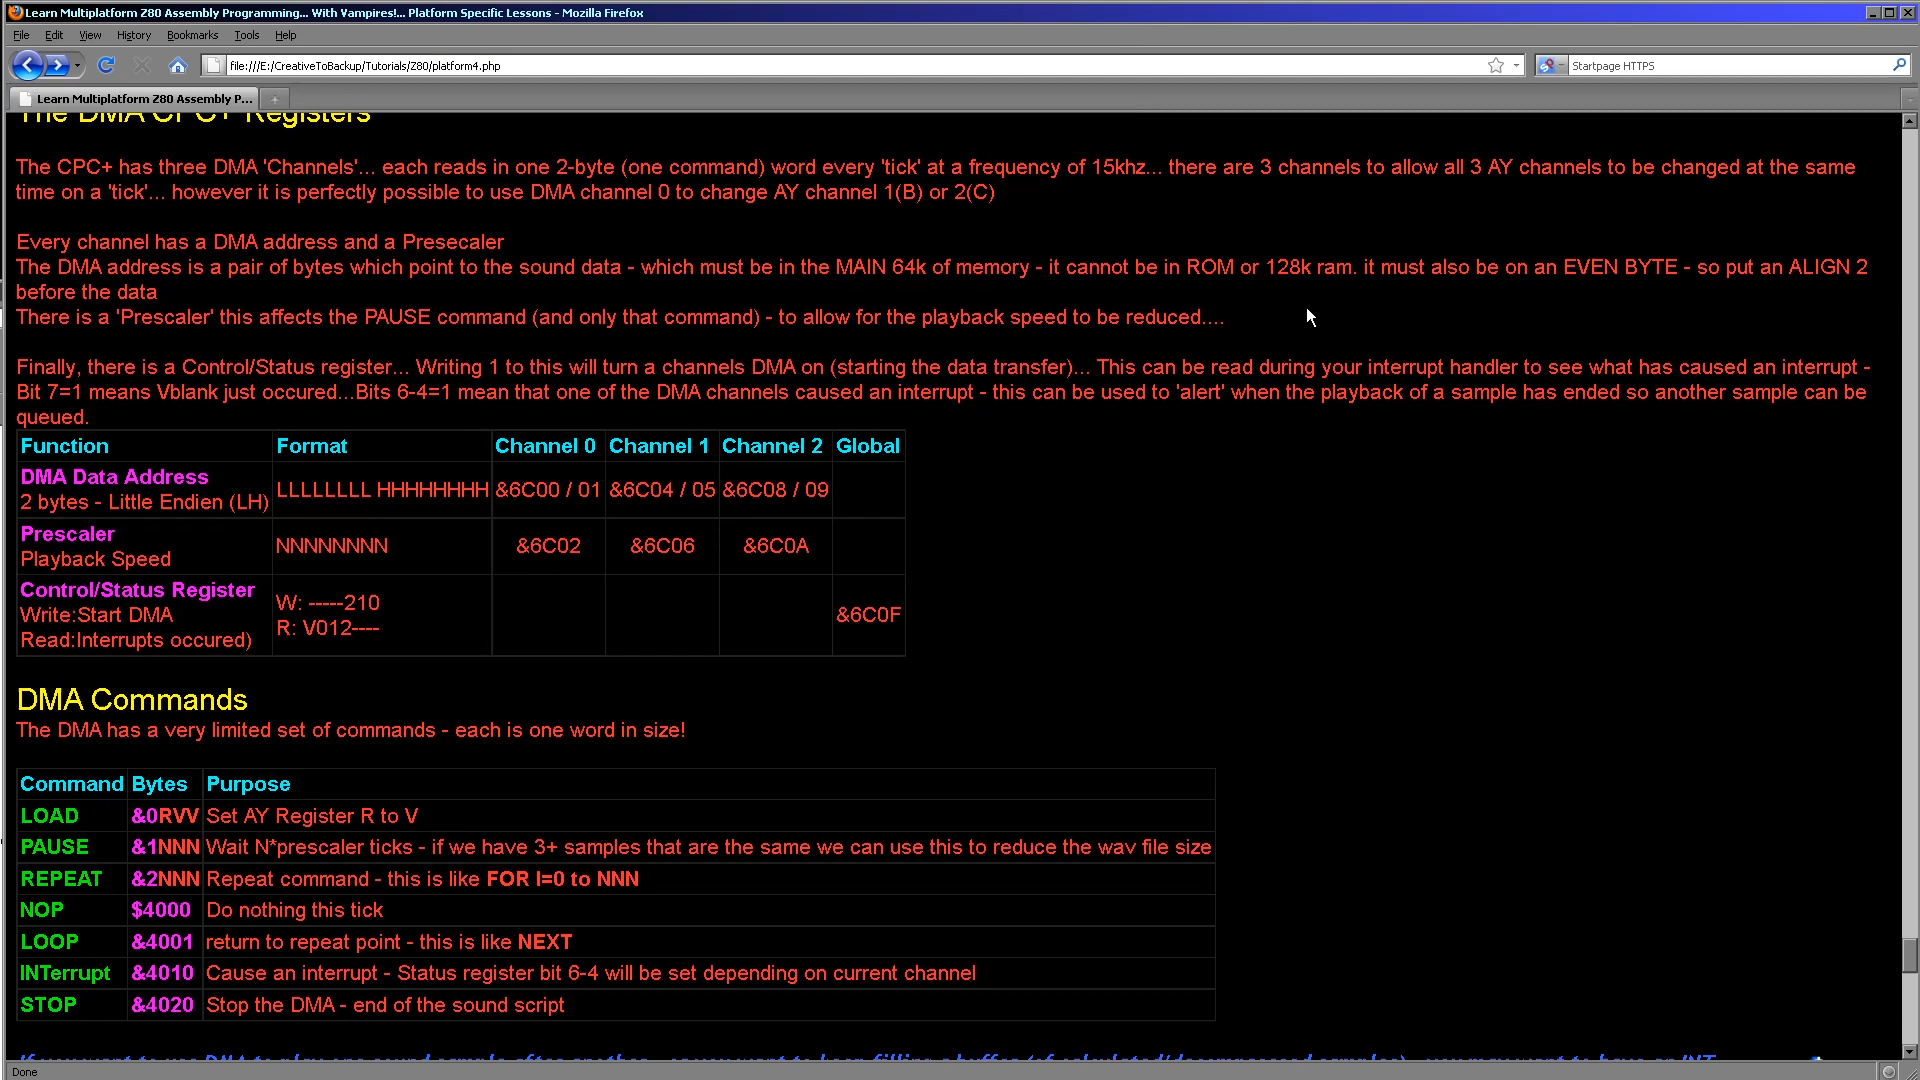 Learn Multiplatform Z80 Assembly Programming... With Vampires!... Platform Specific Lessons - Mozilla Firefox
File Edit View History Bookmarks Tools Help
file:///E:/CreativeToBackup/Tutorials/Z80/platform4.php
Startpage HTTPS
Learn Multiplatform Z80 Assembly P...
The DMA CPC+ Registers
The CPC+ has three DMA 'Channels'... each reads in one 2-byte (one command) word every 'tick' at a frequency of 15khz... there are 3 channels to allow all 3 AY channels to be changed at the same
time on a 'tick'... however it is perfectly possible to use DMA channel 0 to change AY channel 1(B) or 2(C)
Every channel has a DMA address and a Presecaler
The DMA address is a pair of bytes which point to the sound data - which must be in the MAIN 64k of memory - it cannot be in ROM or 128k ram. it must also be on an EVEN BYTE - so put an ALIGN 2
before the data
There is a 'Prescaler' this affects the PAUSE command (and only that command) - to allow for the playback speed to be reduced....
Finally, there is a Control/Status register... Writing 1 to this will turn a channels DMA on (starting the data transfer)... This can be read during your interrupt handler to see what has caused an interrupt -
Bit 7=1 means Vblank just occured...Bits 6-4=1 mean that one of the DMA channels caused an interrupt - this can be used to 'alert' when the playback of a sample has ended so another sample can be
queued.
Function Format Channel 0 Channel 1 Channel 2 Global
DMA Data Address
2 bytes - Little Endien (LH)
LLLLLLLL HHHHHHHH &6C00 / 01 &6C04 / 05 &6C08 / 09
Prescaler
Playback Speed
NNNNNNNN &6C02 &6C06 &6C0A
Control/Status Register
Write:Start DMA
Read:Interrupts occured)
W: -----210
R: V012----
&6C0F
DMA Commands
The DMA has a very limited set of commands - each is one word in size!
Command Bytes Purpose
LOAD &0RVV Set AY Register R to V
PAUSE &1NNN Wait N*prescaler ticks - if we have 3+ samples that are the same we can use this to reduce the wav file size
REPEAT &2NNN Repeat command - this is like FOR I=0 to NNN
NOP $4000 Do nothing this tick
LOOP &4001 return to repeat point - this is like NEXT
INTerrupt &4010 Cause an interrupt - Status register bit 6-4 will be set depending on current channel
STOP &4020 Stop the DMA - end of the sound script
Done